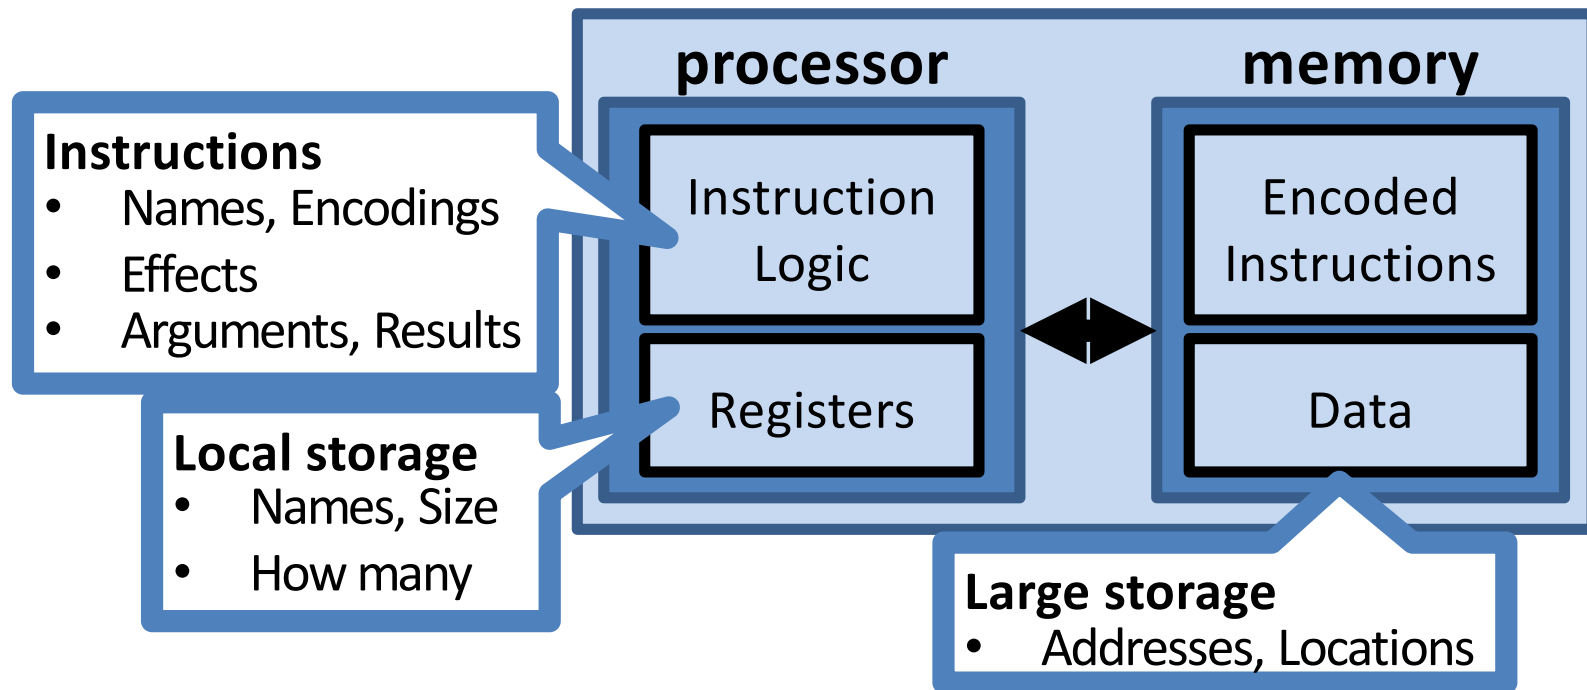 processor
memory
Instructions
• Names, Encodings
• Effects
• Arguments, Results
Instruction
Logic
Encoded
Instructions
Registers
Data
Local storage
• Names, Size
• How many
Large storage
• Addresses, Locations